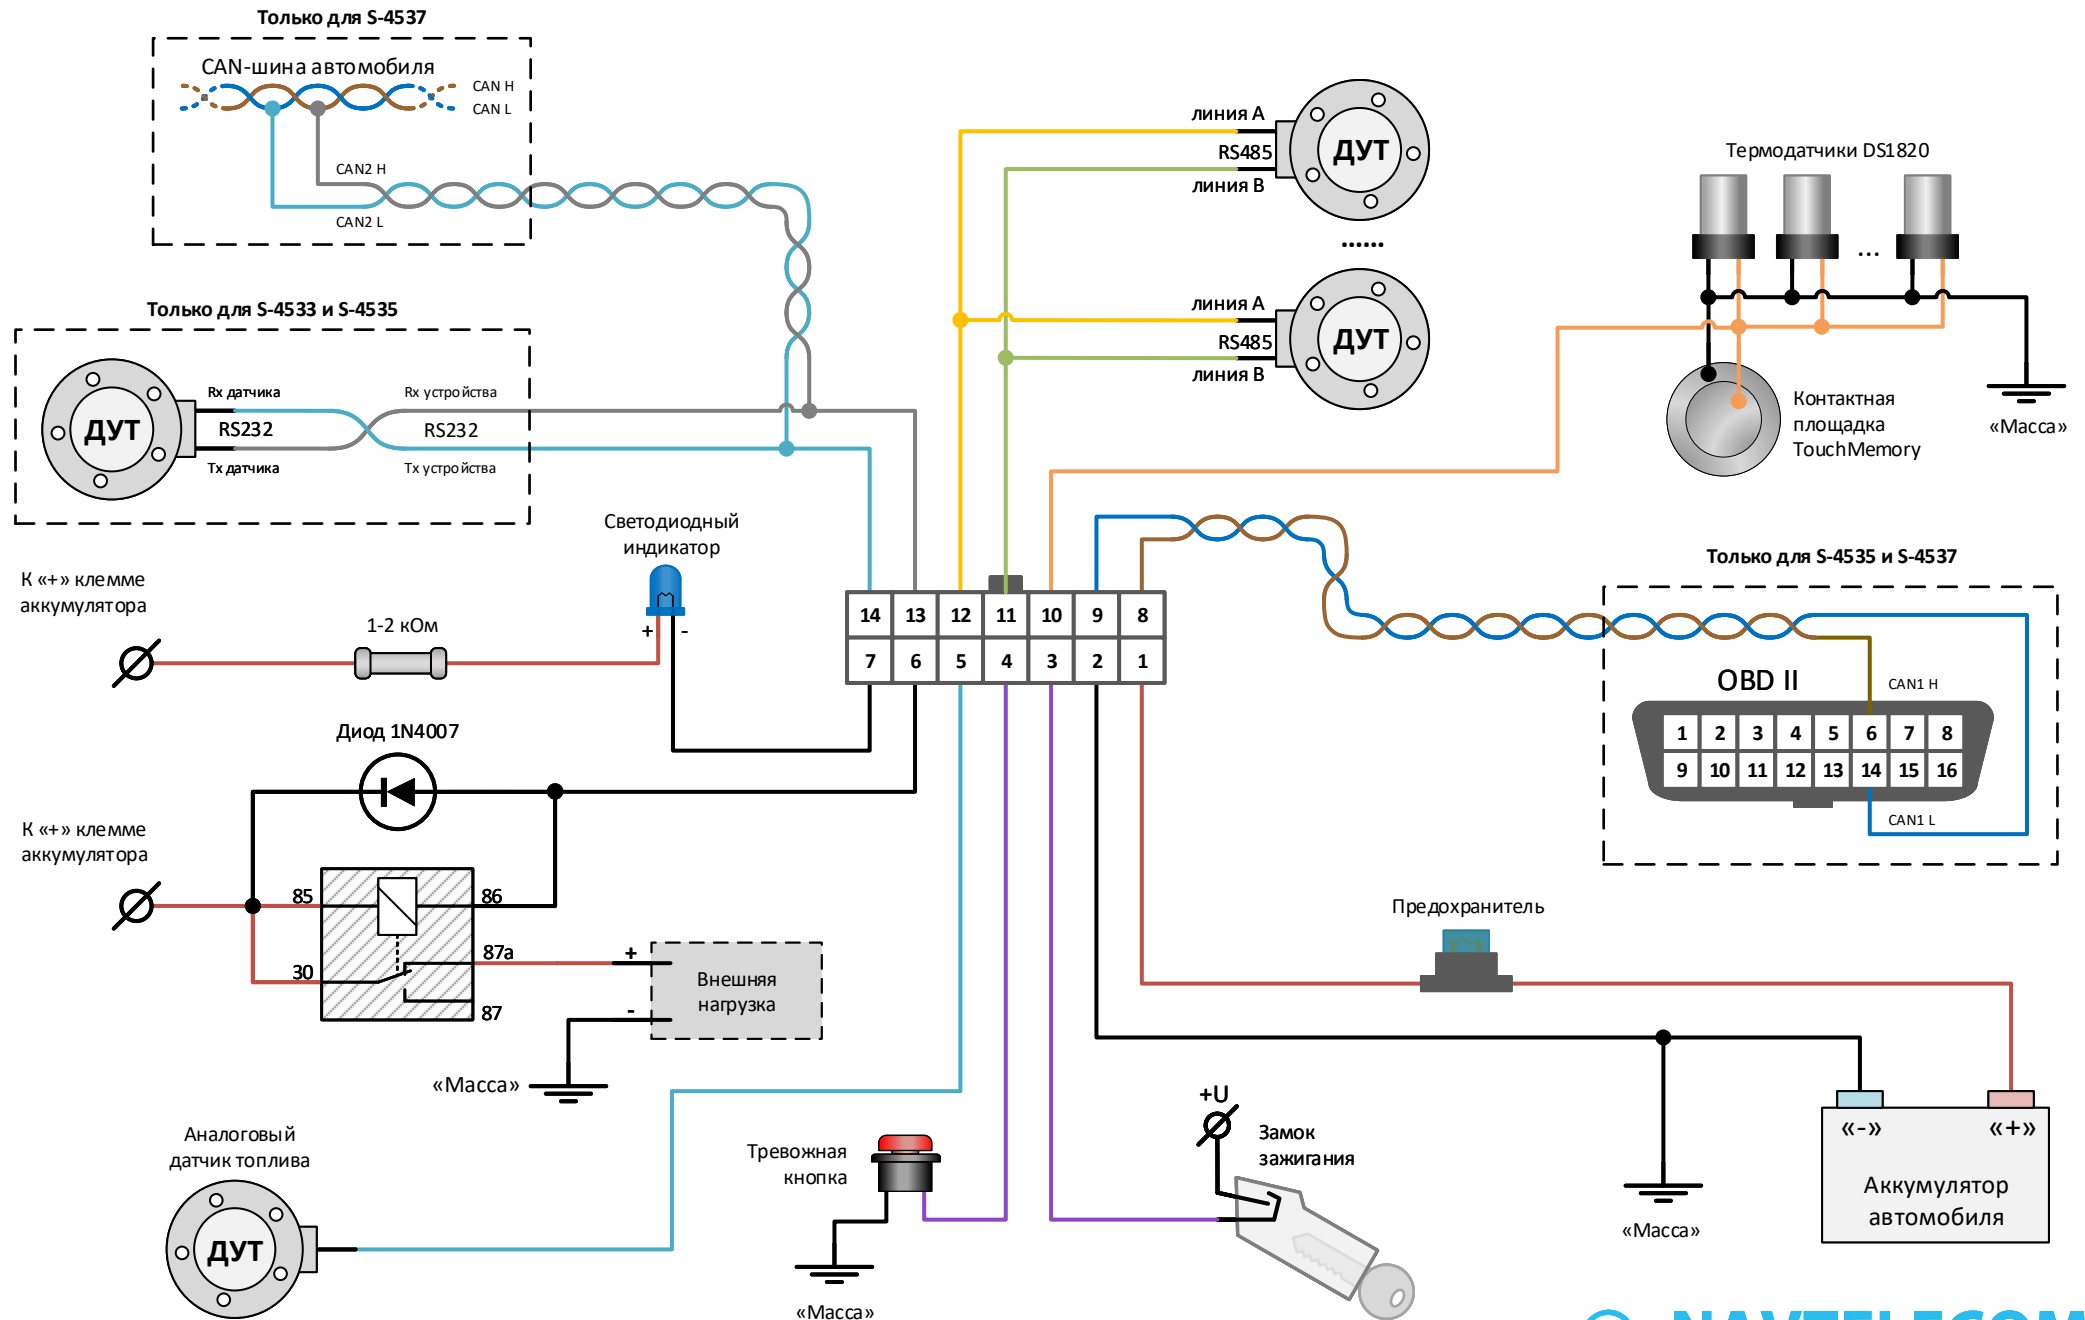 Только для S-4537
CAN-шина автомобиля
CAN H
CAN L
CAN2 H
CAN2 L
Только для S-4533 и S-4535
ДУТ
Rx датчика
RS232
Tx датчика
Rx устройства
RS232
Tx устройства
линия A
RS485
линия B
ДУТ
......
линия A
RS485
линия B
ДУТ
Термодатчики DS1820
...
Контактная
площадка
TouchMemory
«Масса»
Светодиодный
индикатор
К «+» клемме
аккумулятора
1-2 кОм
+
-
14 13 12 11 10 9 8
7 6 5 4 3 2 1
Только для S-4535 и S-4537
OBD II
CAN1 H
1 2 3 4 5 6 7 8
9 10 11 12 13 14 15 16
CAN1 L
Диод 1N4007
К «+» клемме
аккумулятора
85
86
30
87a
87
+
-
Внешняя
нагрузка
«Масса»
Предохранитель
Аналоговый
датчик топлива
ДУТ
Тревожная
кнопка
«Масса»
+U
Замок
зажигания
«Масса»
«-»
«+»
Аккумулятор
автомобиля
NAVTELECOM